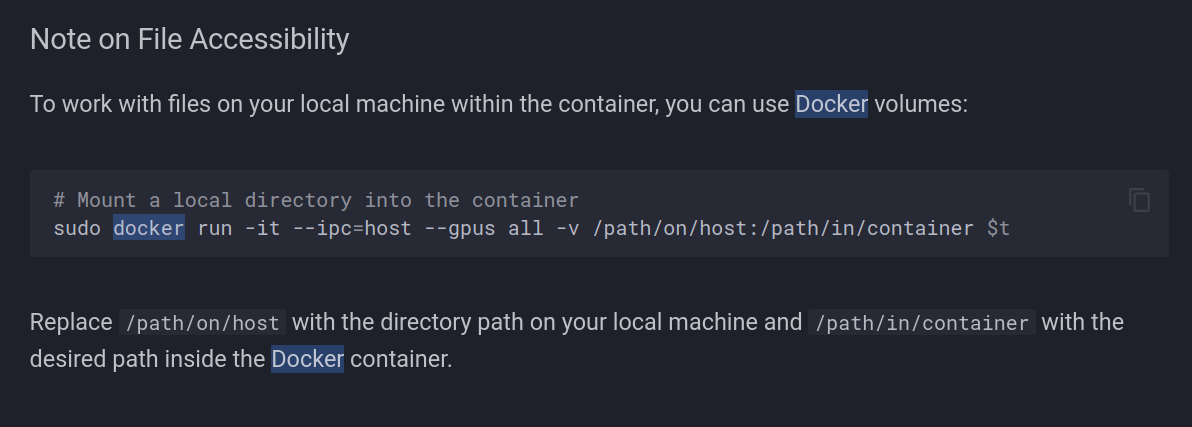 Note on File Accessibility
To work with files on your local machine within the container, you can use Docker volumes:
# Mount a local directory into the container
sudo docker run -it --ipc=host --gpus all -v /path/on/host:/path/in/container $t
Replace /path/on/host with the directory path on your local machine and /path/in/container with the
desired path inside the Docker container.